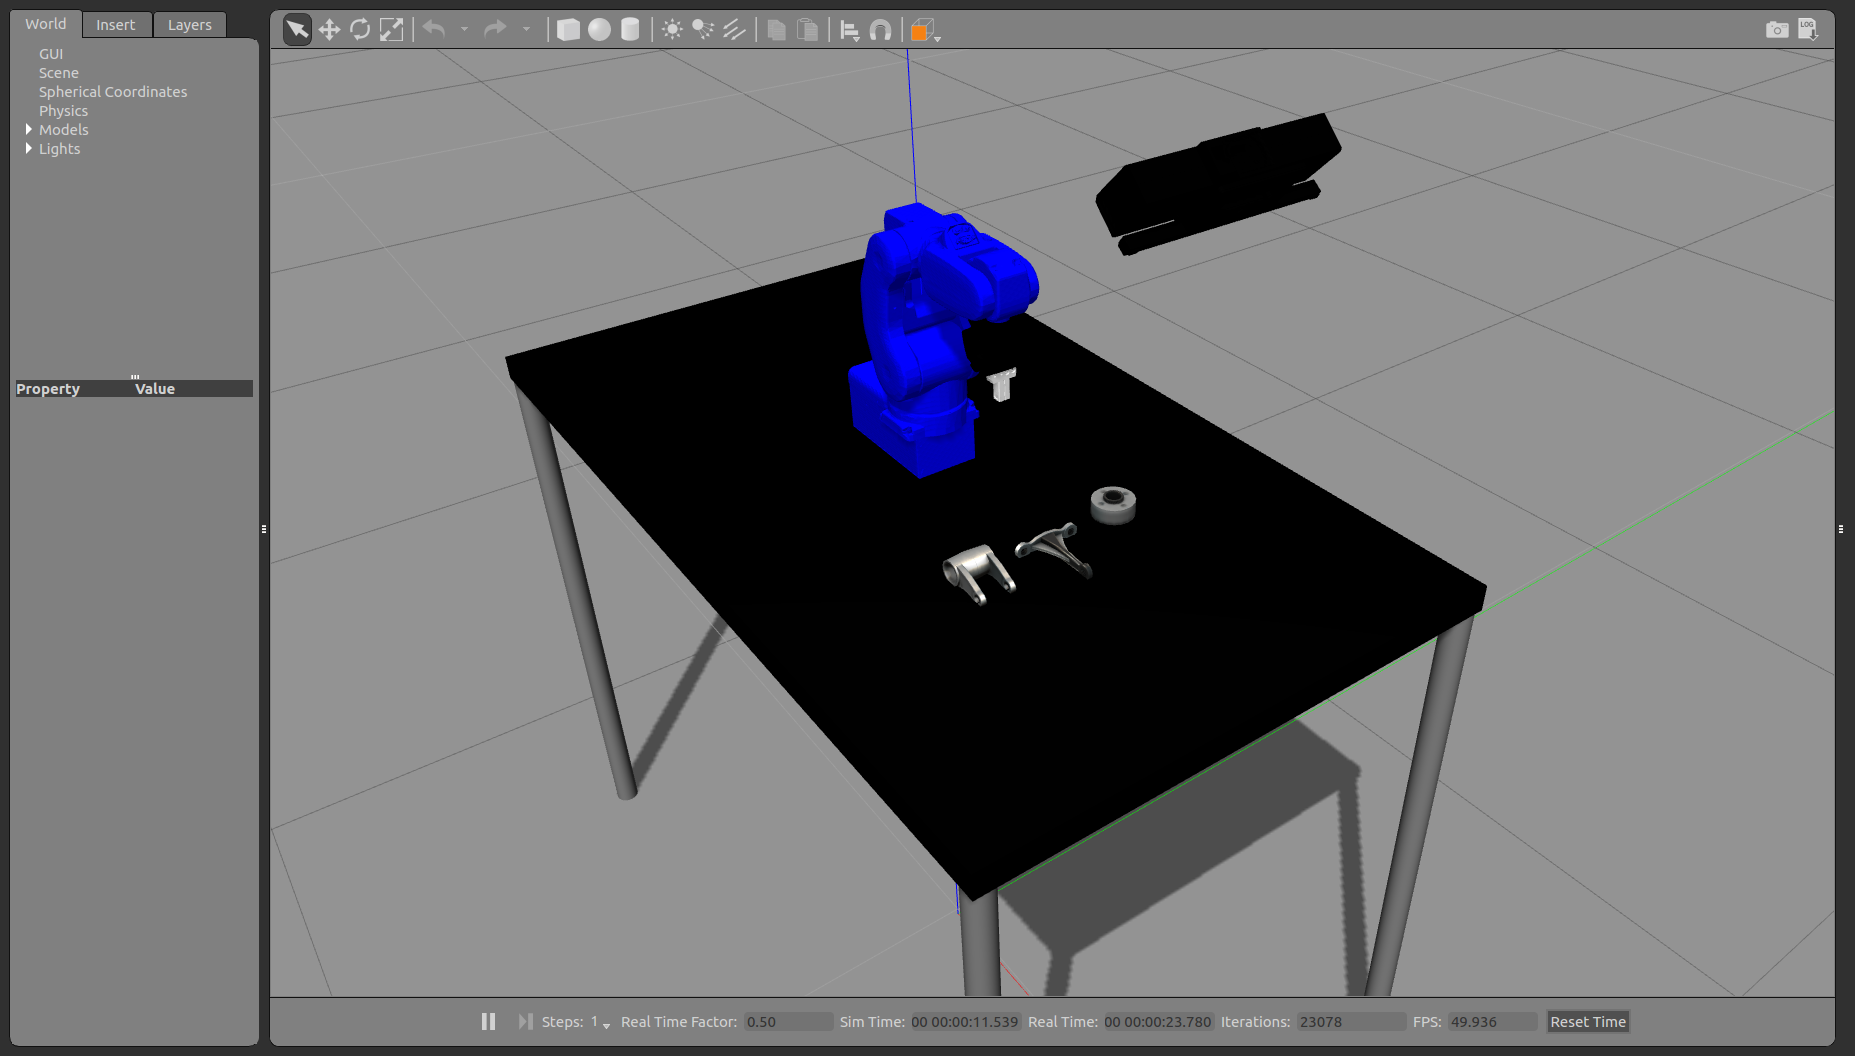 World Insert Layers
GUI
Scene
Spherical Coordinates
Physics
Models
Lights
Property Value
LOG
Steps: 1 Real Time Factor: 0.50 Sim Time: 00 00:00:11.539 Real Time: 00 00:00:23.780 Iterations: 23078 FPS: 49.936 Reset Time